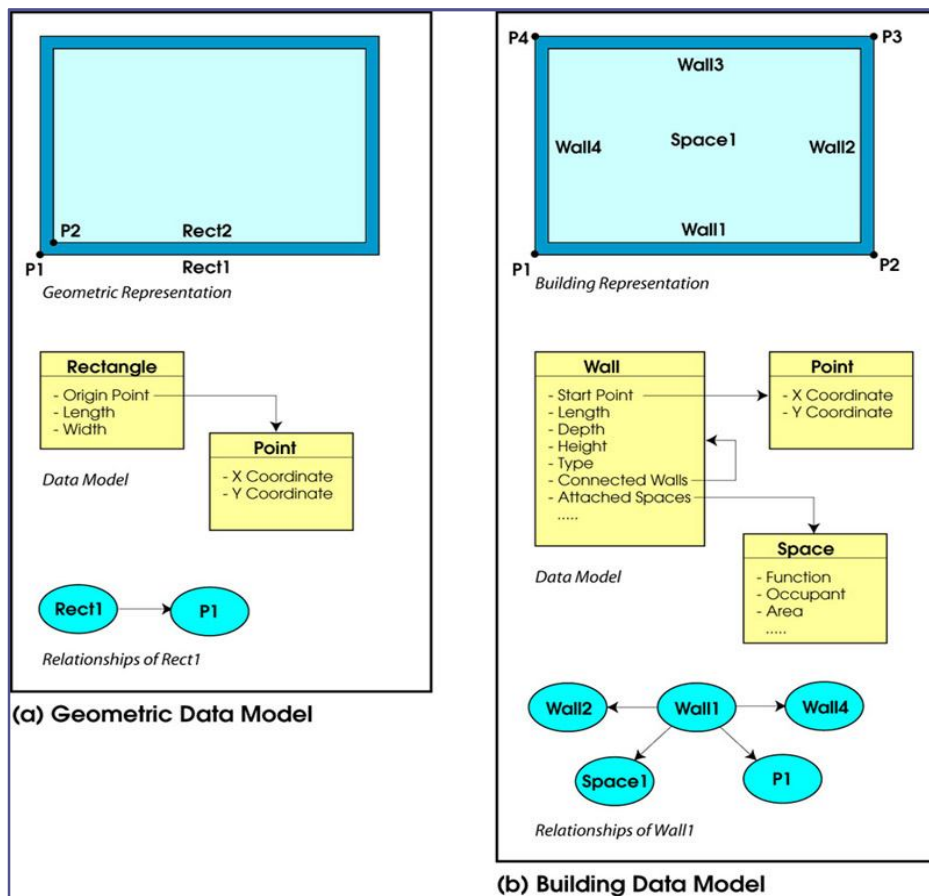 P2
Rect2
P1
Rect1
Geometric Representation
Rectangle
- Origin Point
- Length
- Width
Point
- X Coordinate
- Y Coordinate
Data Model
Rect1
P1
Relationships of Rect1
(a) Geometric Data Model
P4
P3
Wall3
Wall4
Space1
Wall2
Wall1
P1
P2
Building Representation
Wall
- Start Point
- Length
- Depth
- Height
- Type
- Connected Walls
- Attached Spaces
.....
Point
- X Coordinate
- Y Coordinate
Space
- Function
- Occupant
- Area
.....
Data Model
Wall2
Wall1
Wall4
Space1
P1
Relationships of Wall1
(b) Building Data Model